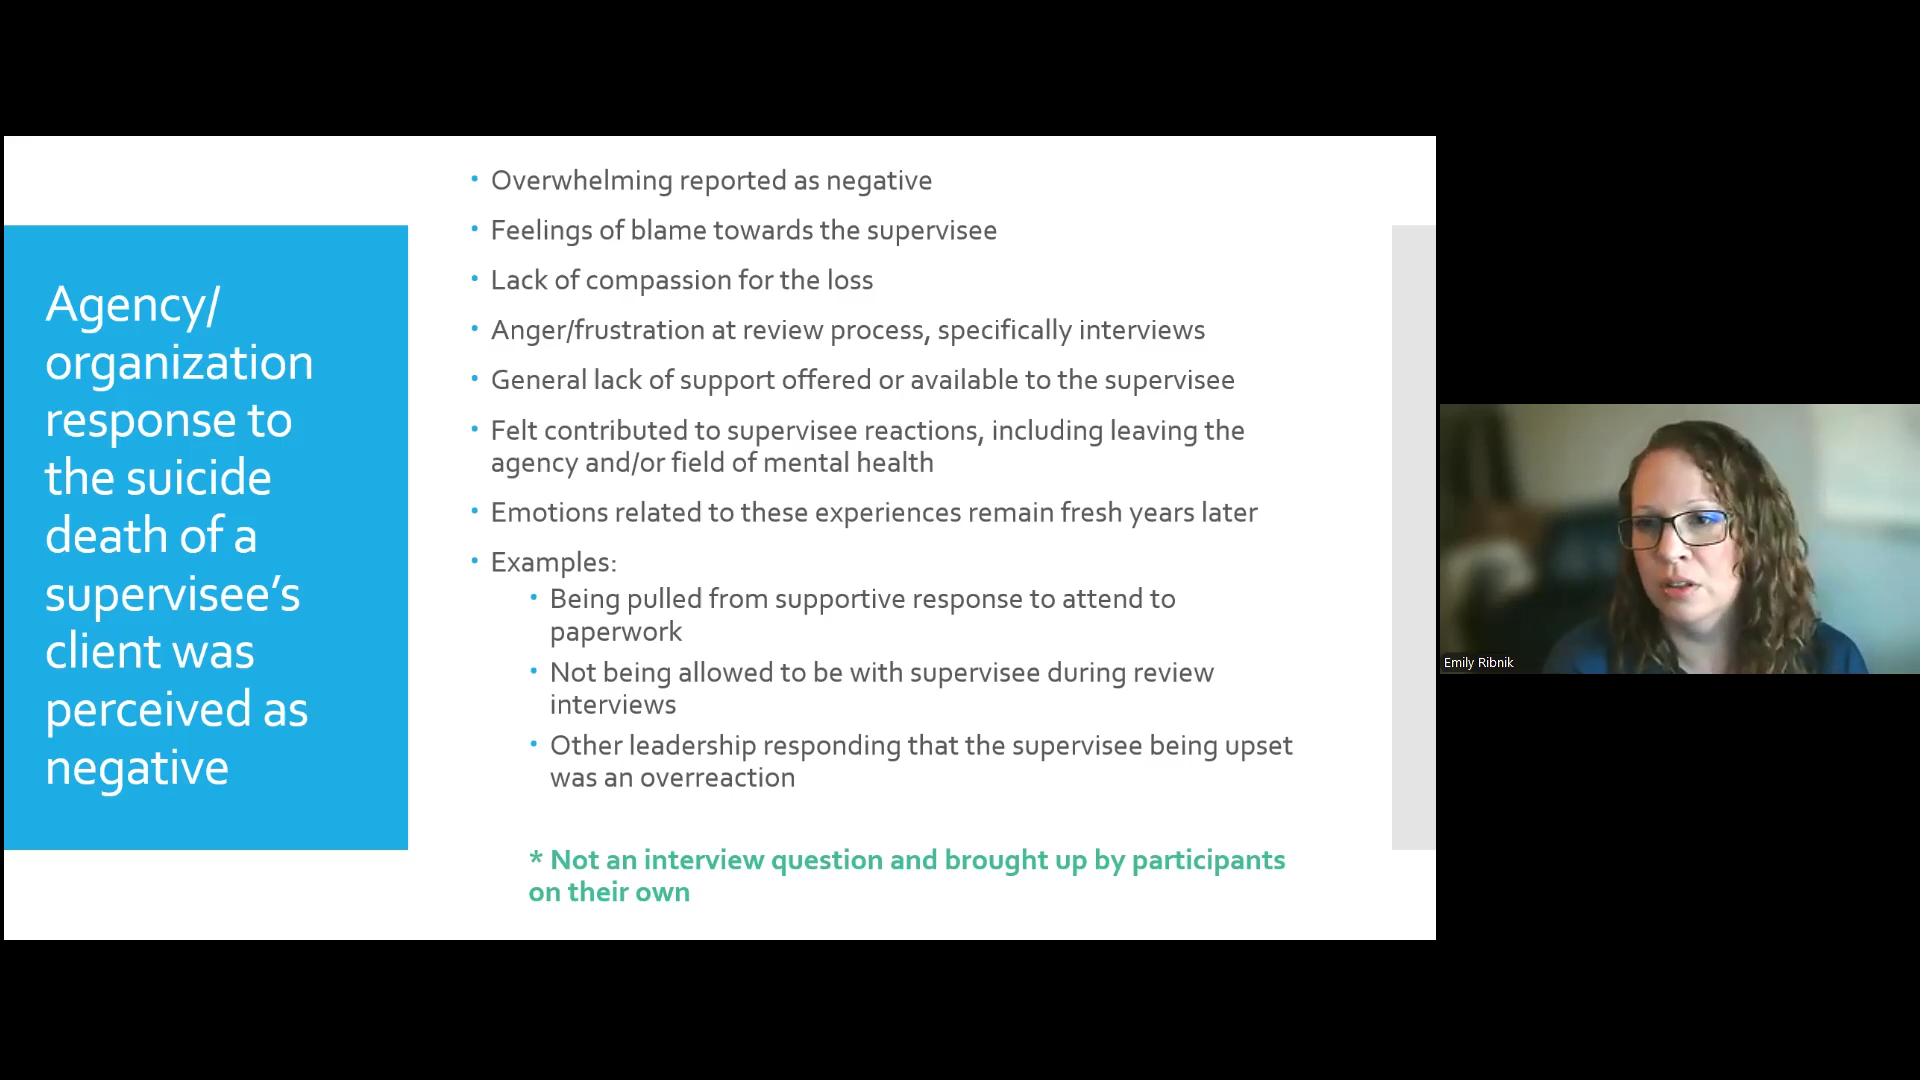 Agency/
organization
response to
the suicide
death of a
supervisee's
client was
perceived as
negative
• Overwhelming reported as negative
• Feelings of blame towards the supervisee
• Lack of compassion for the loss
• Anger/frustration at review process, specifically interviews
• General lack of support offered or available to the supervisee
• Felt contributed to supervisee reactions, including leaving the
agency and/or field of mental health
• Emotions related to these experiences remain fresh years later
• Examples:
• Being pulled from supportive response to attend to
paperwork
• Not being allowed to be with supervisee during review
interviews
• Other leadership responding that the supervisee being upset
was an overreaction
* Not an interview question and brought up by participants
on their own
Emily Ribnik